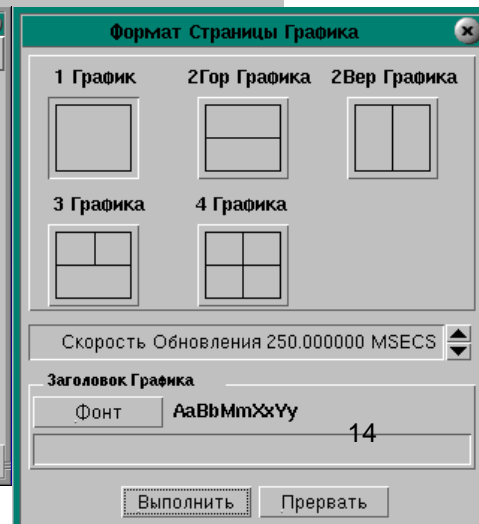 Формат Страницы Графика
1 График 2Гор Графика 2Вер Графика
3 Графика 4 Графика
Скорость Обновления 250.000000 MSECS
Заголовок Графика
Фонт AaBbMmXxYy
14
Выполнить Прервать